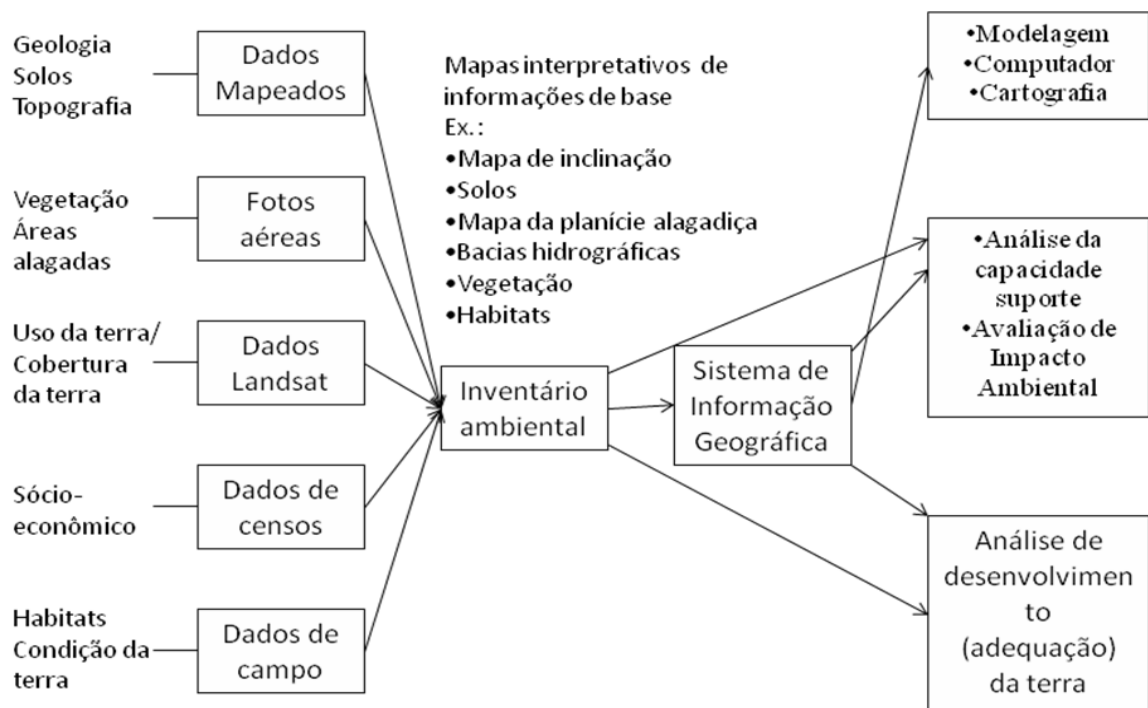 Geologia
Solos
Topografia
Dados
Mapeados
Vegetação
Áreas
alagadas
Fotos
aéreas
Uso da terra/
Cobertura
da terra
Dados
Landsat
Sócio-
econômico
Dados de
censos
Habitats
Condição da
terra
Dados de
campo
Mapas interpretativos de
informações de base
Ex.:
•Mapa de inclinação
•Solos
•Mapa da planície alagadiça
•Bacias hidrográficas
•Vegetação
•Habitats
Inventário
ambiental
Sistema de
Informação
Geográfica
•Modelagem
•Computador
•Cartografia
•Análise da
capacidade
suporte
•Avaliação de
Impacto
Ambiental
Análise de
desenvolvimen
to
(adequação)
da terra